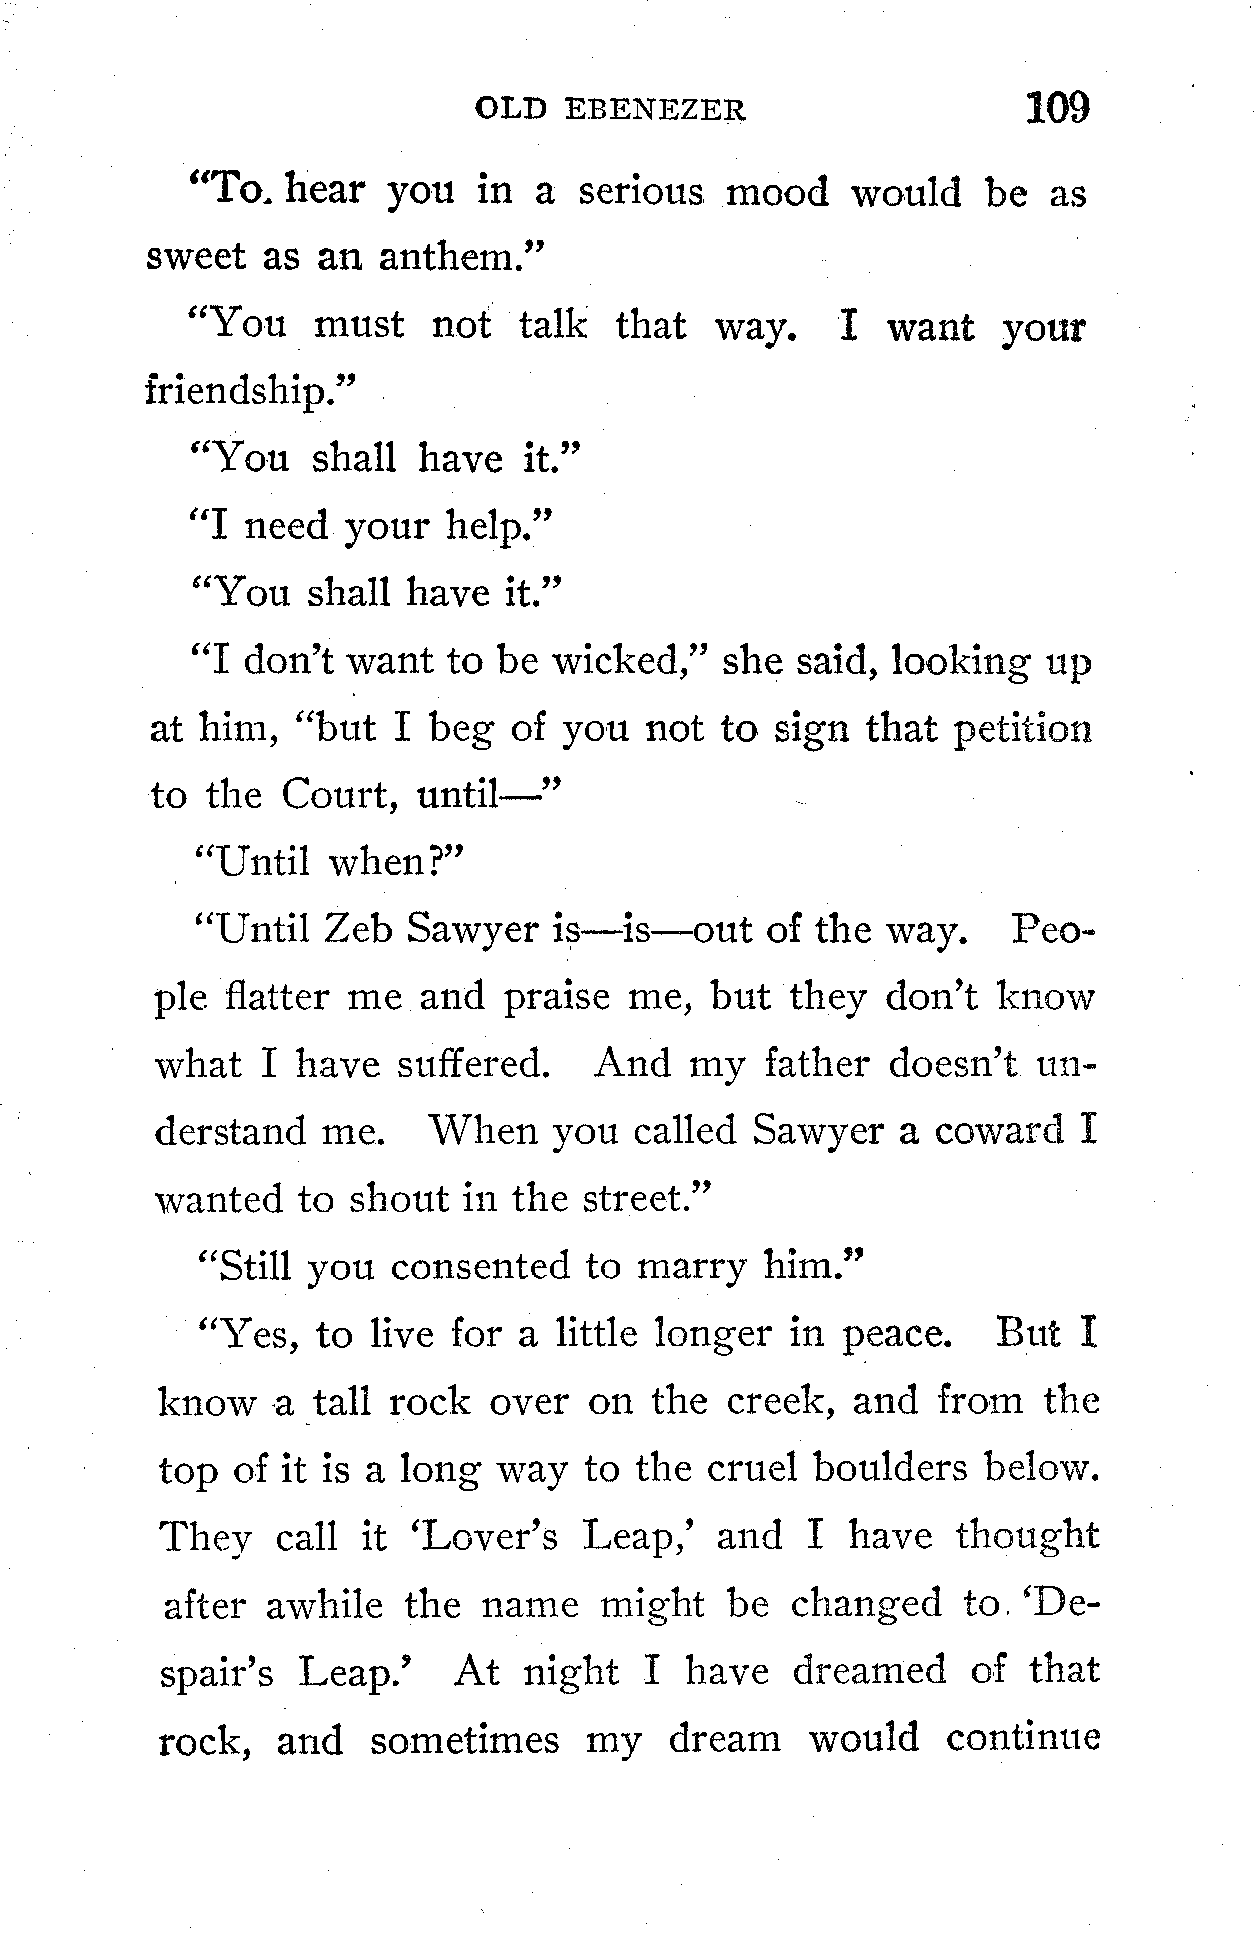 OLD EBENEZER 109
"To hear you in a serious mood would be as
sweet as an anthem."
"You must not talk that way. I want your
friendship."
"You shall have it."
"I need your help."
"You shall have it."
"I don't want to be wicked," she said, looking up
at him, "but I beg of you not to sign that petition
to the Court, until—"
"Until when?"
"Until Zeb Sawyer is—is—out of the way. Peo-
ple flatter me and praise me, but they don't know
what I have suffered. And my father doesn't un-
derstand me. When you called Sawyer a coward I
wanted to shout in the street."
"Still you consented to marry him."
"Yes, to live for a little longer in peace. But I
know a tall rock over on the creek, and from the
top of it is a long way to the cruel boulders below.
They call it 'Lover's Leap,' and I have thought
after awhile the name might be changed to 'De-
spair's Leap.' At night I have dreamed of that
rock, and sometimes my dream would continue